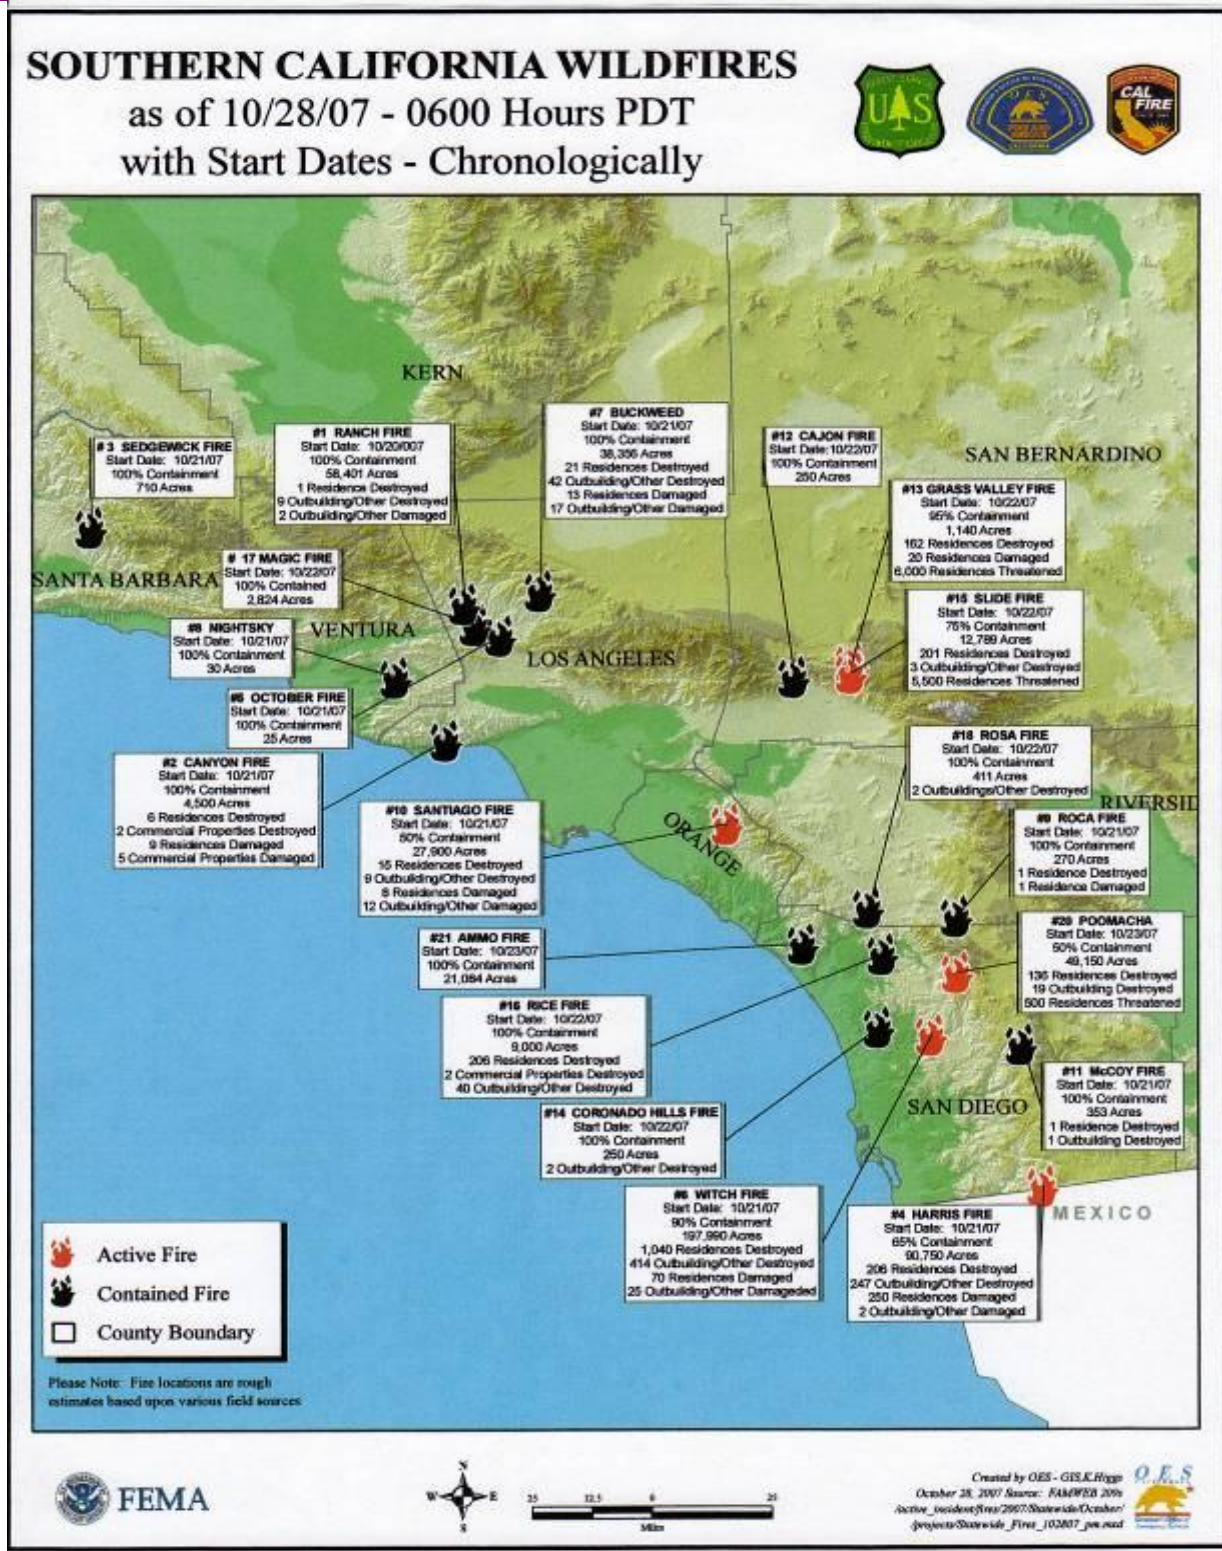 SOUTHERN CALIFORNIA WILDFIRES
as of 10/28/07 - 0600 Hours PDT
with Start Dates - Chronologically
U S
O E S
CAL
FIRE
KERN
SAN BERNARDINO
SANTA BARBARA
VENTURA
LOS ANGELES
ORANGE
RIVERSID
SAN DIEGO
MEXICO
# 3 SEDGEWICK FIRE
Start Date: 10/21/07
100% Containment
710 Acres
#1 RANCH FIRE
Start Date: 10/20/007
100% Containment
58,401 Acres
1 Residence Destroyed
9 Outbuilding/Other Destroyed
2 Outbuilding/Other Damaged
#7 BUCKWEED
Start Date: 10/21/07
100% Containment
38,356 Acres
21 Residences Destroyed
42 Outbuilding/Other Destroyed
13 Residences Damaged
17 Outbuilding/Other Damaged
#12 CAJON FIRE
Start Date:10/22/07
100% Containment
250 Acres
#13 GRASS VALLEY FIRE
Start Date: 10/22/07
95% Containment
1,140 Acres
162 Residences Destroyed
20 Residences Damaged
6,000 Residences Threatened
# 17 MAGIC FIRE
Start Date: 10/22/07
100% Contained
2,824 Acres
#15 SLIDE FIRE
Start Date: 10/22/07
75% Containment
12,789 Acres
201 Residences Destroyed
3 Outbuilding/Other Destroyed
5,500 Residences Threatened
#8 NIGHTSKY
Start Date: 10/21/07
100% Containment
30 Acres
#5 OCTOBER FIRE
Start Date: 10/21/07
100% Containment
25 Acres
#18 ROSA FIRE
Start Date: 10/22/07
100% Containment
411 Acres
2 Outbuildings/Other Destroyed
#2 CANYON FIRE
Start Date: 10/21/07
100% Containment
4,500 Acres
6 Residences Destroyed
2 Commercial Properties Destroyed
9 Residences Damaged
5 Commercial Properties Damaged
#10 SANTIAGO FIRE
Start Date: 10/21/07
50% Containment
27,900 Acres
15 Residences Destroyed
9 Outbuilding/Other Destroyed
8 Residences Damaged
12 Outbuilding/Other Damaged
#9 ROCA FIRE
Start Date: 10/21/07
100% Containment
270 Acres
1 Residence Destroyed
1 Residence Damaged
#21 AMMO FIRE
Start Date: 10/23/07
100% Containment
21,084 Acres
#20 POOMACHA
Start Date: 10/23/07
50% Containment
49,150 Acres
136 Residences Destroyed
19 Outbuilding Destroyed
500 Residences Threatened
#16 RICE FIRE
Start Date: 10/22/07
100% Containment
9,000 Acres
206 Residences Destroyed
2 Commercial Properties Destroyed
40 Outbuilding/Other Destroyed
#11 McCOY FIRE
Start Date: 10/21/07
100% Containment
353 Acres
1 Residence Destroyed
1 Outbuilding Destroyed
#14 CORONADO HILLS FIRE
Start Date: 10/22/07
100% Containment
250 Acres
2 Outbuilding/Other Destroyed
#6 WITCH FIRE
Start Date: 10/21/07
90% Containment
197,990 Acres
1,040 Residences Destroyed
414 Outbuilding/Other Destroyed
70 Residences Damaged
25 Outbuilding/Other Damageded
#4 HARRIS FIRE
Start Date: 10/21/07
65% Containment
90,750 Acres
206 Residences Destroyed
247 Outbuilding/Other Destroyed
250 Residences Damaged
2 Outbuilding/Other Damaged
Active Fire
Contained Fire
County Boundary
Please Note: Fire locations are rough
estimates based upon various field sources
FEMA
N
W E
S
25 12.5 0 25
Miles
Created by OES - GIS,K.Higgs
October 28, 2007 Source: FAMWEB 209s
/active_incident/fires/2007/Statewide/October/
/projects/Statewide_Fires_102807_pm.mxd
O E S